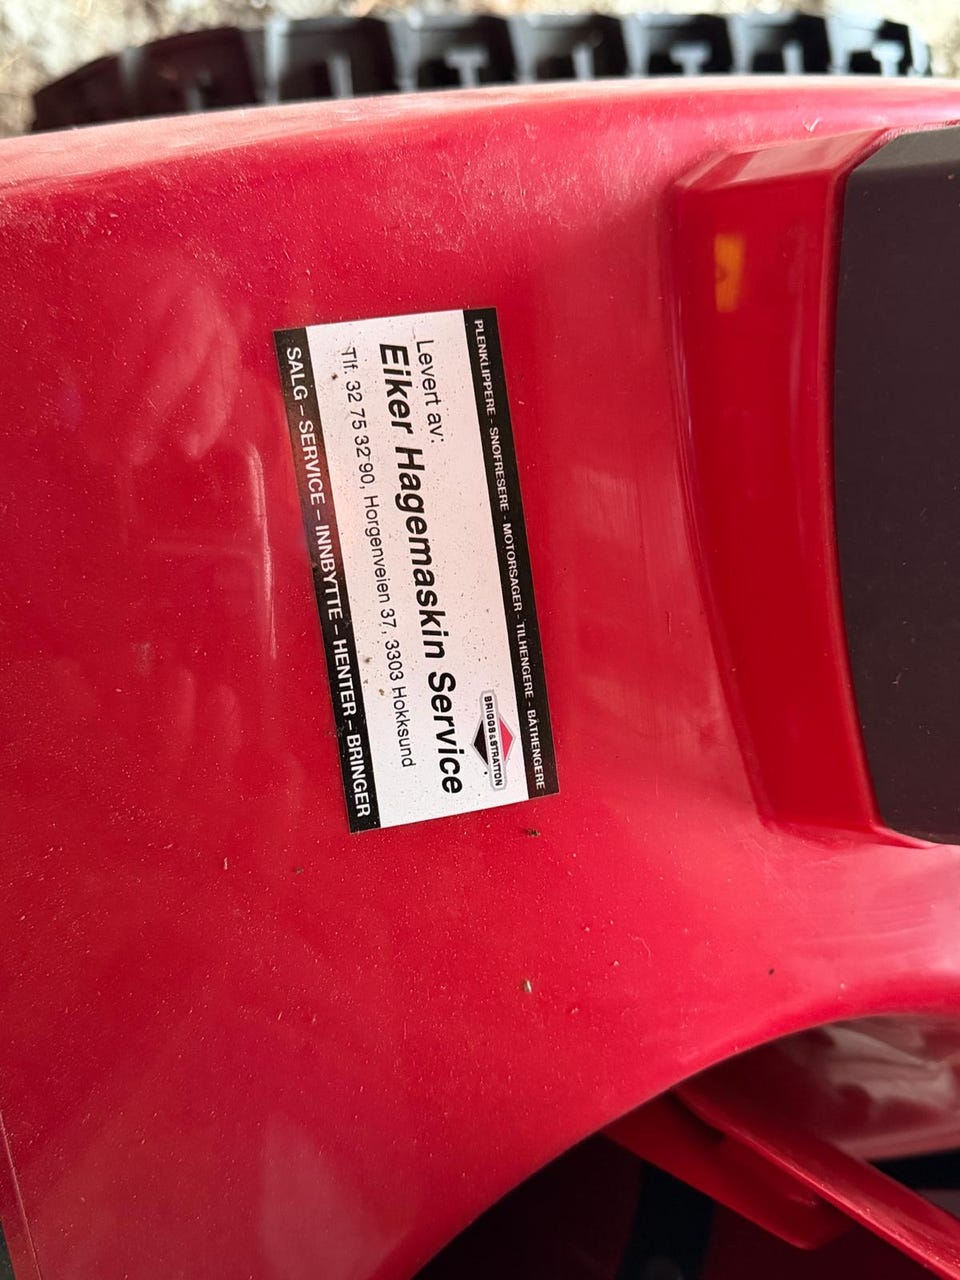 PLENKLIPPERE - SNØFRESERE - MOTORSAGER - TILHENGERE - BÅTHENGERE
Levert av:
BRIGGS & STRATTON
Eiker Hagemaskin Service
Tlf. 32 75 32 90, Horgenveien 37, 3303 Hokksund
SALG – SERVICE – INNBYTTE – HENTER – BRINGER